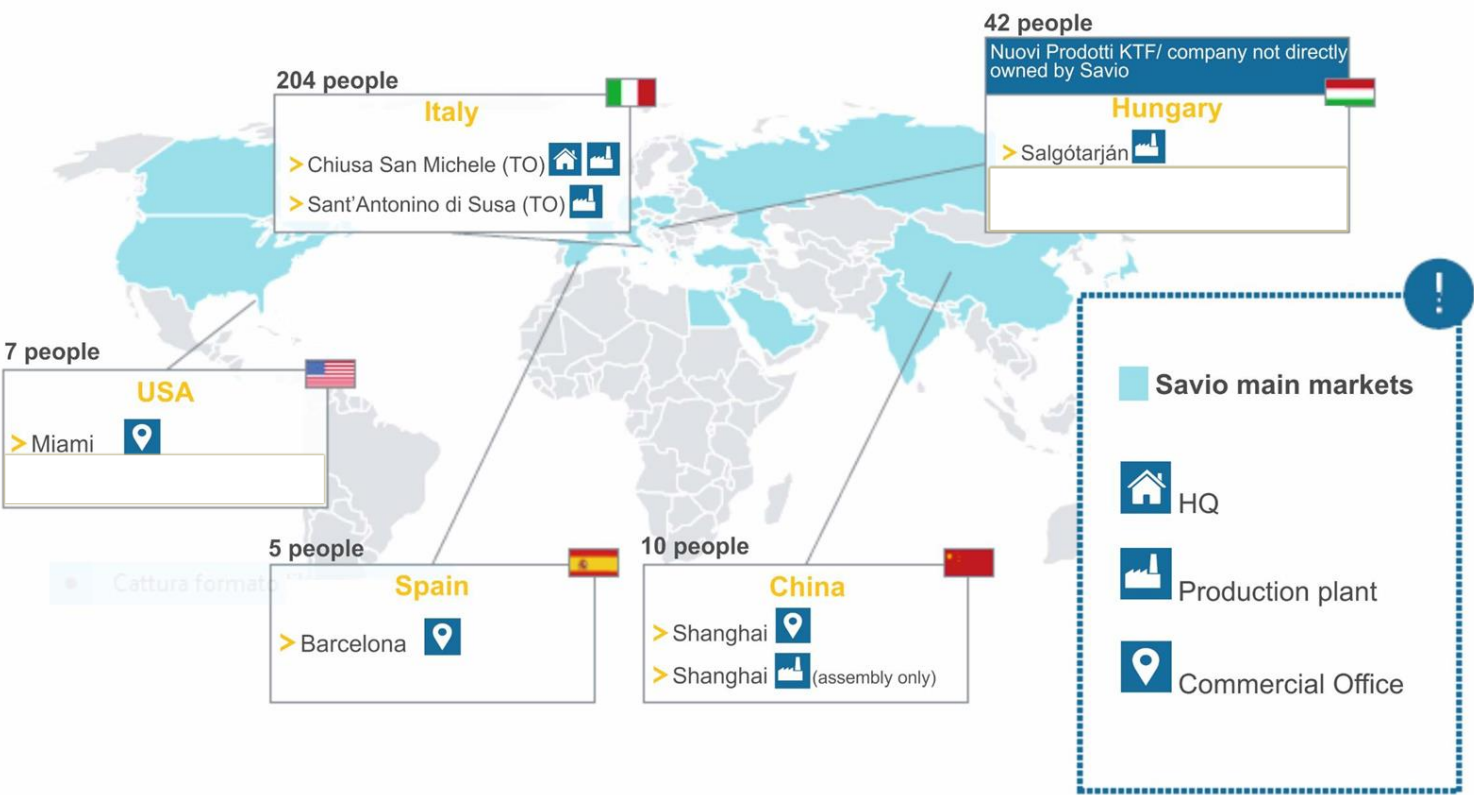 42 people
Nuovi Prodotti KTF/ company not directly
owned by Savio
Hungary
> Salgótarján
204 people
Italy
> Chiusa San Michele (TO)
> Sant'Antonino di Susa (TO)
7 people
USA
> Miami
5 people
Spain
> Barcelona
10 people
China
> Shanghai
> Shanghai (assembly only)
Cattura formato
!
Savio main markets
HQ
Production plant
Commercial Office